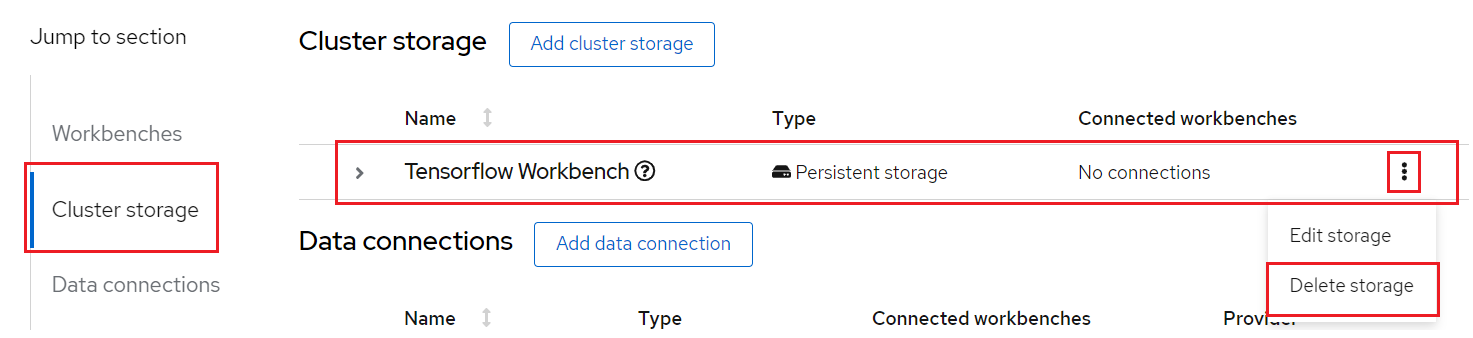 Jump to section
Workbenches
Cluster storage
Data connections
Cluster storage Add cluster storage
Name Type Connected workbenches
Tensorflow Workbench Persistent storage No connections
Edit storage
Delete storage
Data connections Add data connection
Name Type Connected workbenches Provider